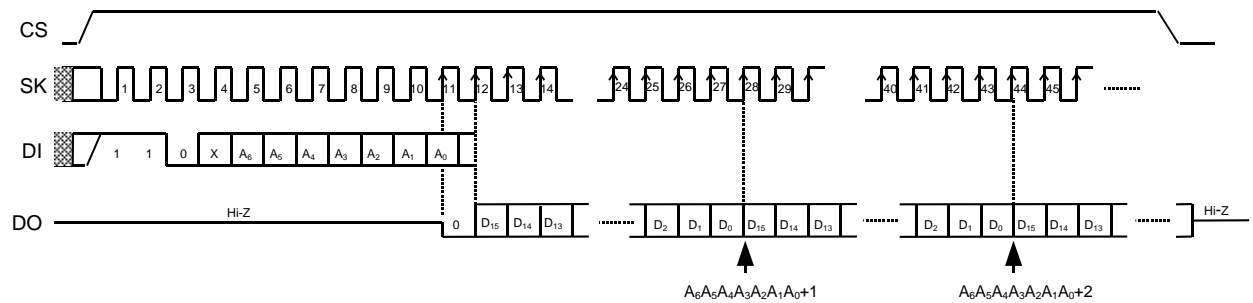 CS
SK 1 2 3 4 5 6 7 8 9 10 11 12 13 14 24 25 26 27 28 29 40 41 42 43 44 45
DI 1 1 0 X A₆ A₅ A₄ A₃ A₂ A₁ A₀
Hi-Z Hi-Z
DO 0 D₁₅ D₁₄ D₁₃ D₂ D₁ D₀ D₁₅ D₁₄ D₁₃ D₂ D₁ D₀ D₁₅ D₁₄ D₁₃
A₆A₅A₄A₃A₂A₁A₀+1 A₆A₅A₄A₃A₂A₁A₀+2